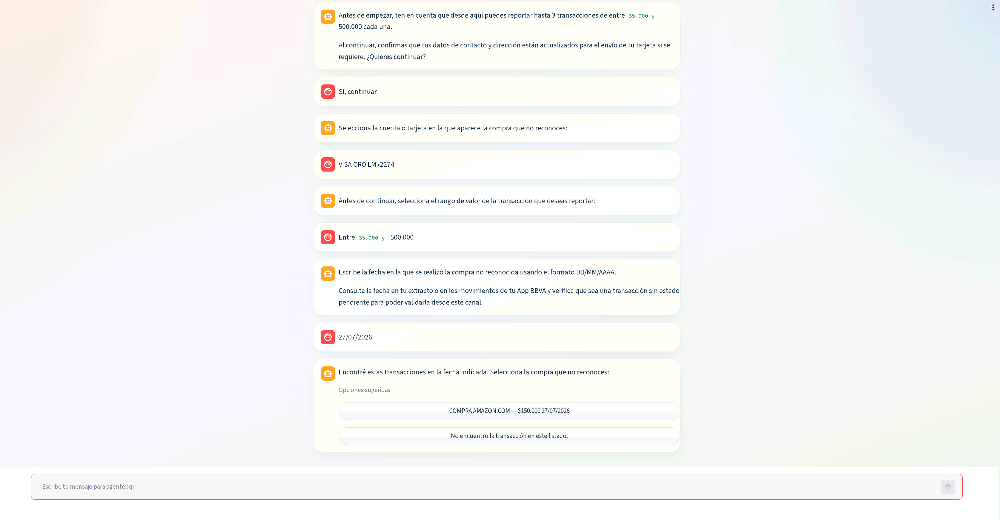 Antes de empezar, ten en cuenta que desde aquí puedes reportar hasta 3 transacciones de entre 35.000 y
500.000 cada una.
Al continuar, confirmas que tus datos de contacto y dirección están actualizados para el envío de tu tarjeta si se
requiere. ¿Quieres continuar?
Sí, continuar
Selecciona la cuenta o tarjeta en la que aparece la compra que no reconoces:
VISA ORO LM •2274
Antes de continuar, selecciona el rango de valor de la transacción que deseas reportar:
Entre 35.000 y 500.000
Escribe la fecha en la que se realizó la compra no reconocida usando el formato DD/MM/AAAA.
Consulta la fecha en tu extracto o en los movimientos de tu App BBVA y verifica que sea una transacción sin estado
pendiente para poder validarla desde este canal.
27/07/2026
Encontré estas transacciones en la fecha indicada. Selecciona la compra que no reconoces:
Opciones sugeridas
COMPRA AMAZON.COM — $150.000 27/07/2026
No encuentro la transacción en este listado.
Escribe tu mensaje para agentepqr